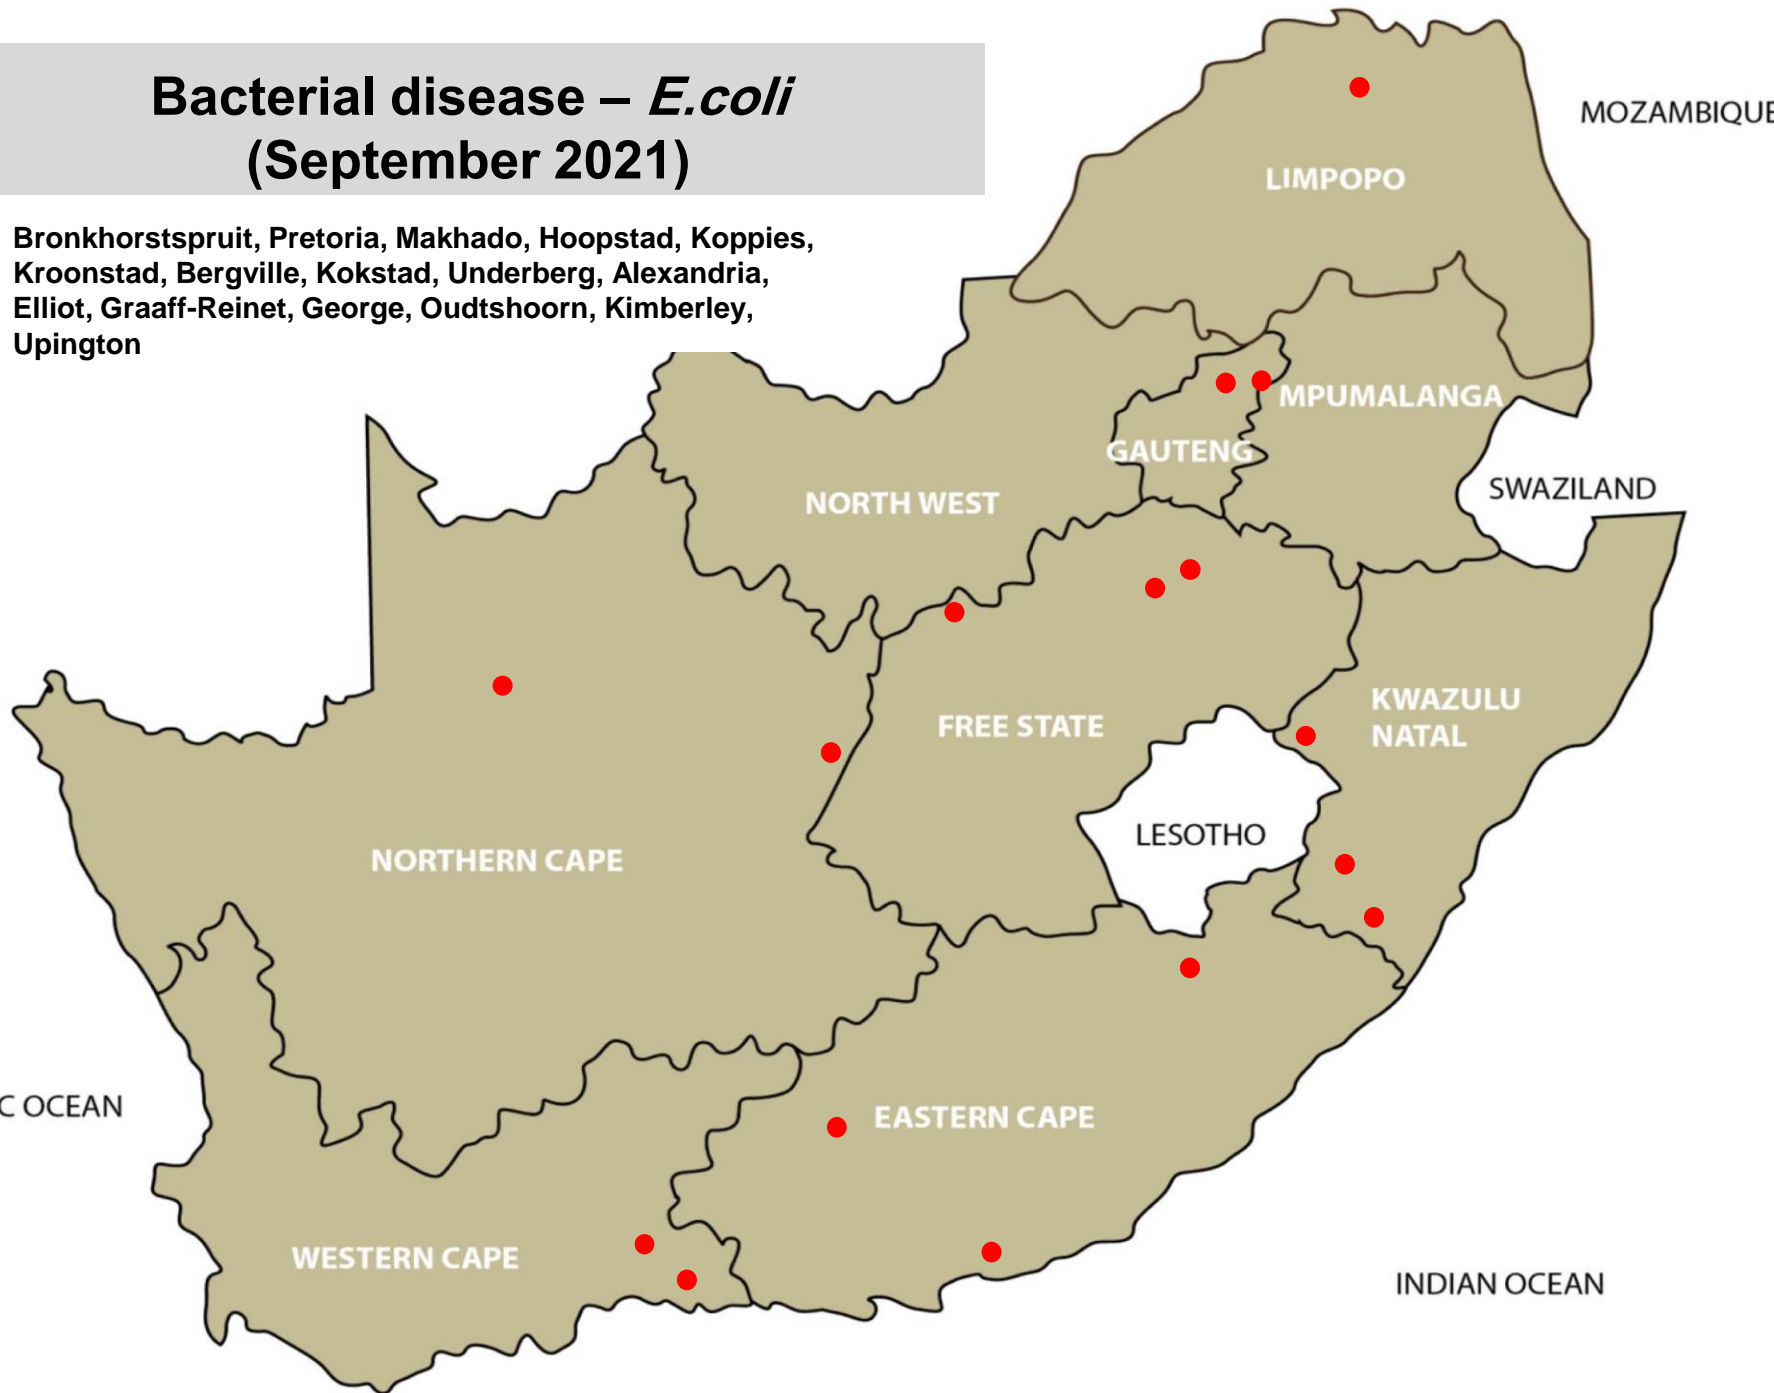 Bacterial disease – E.coli
(September 2021)
Bronkhorstspruit, Pretoria, Makhado, Hoopstad, Koppies,
Kroonstad, Bergville, Kokstad, Underberg, Alexandria,
Elliot, Graaff-Reinet, George, Oudtshoorn, Kimberley,
Upington
MOZAMBIQUE
LIMPOPO
MPUMALANGA
GAUTENG
SWAZILAND
NORTH WEST
KWAZULU
NATAL
FREE STATE
LESOTHO
NORTHERN CAPE
C OCEAN
EASTERN CAPE
WESTERN CAPE
INDIAN OCEAN